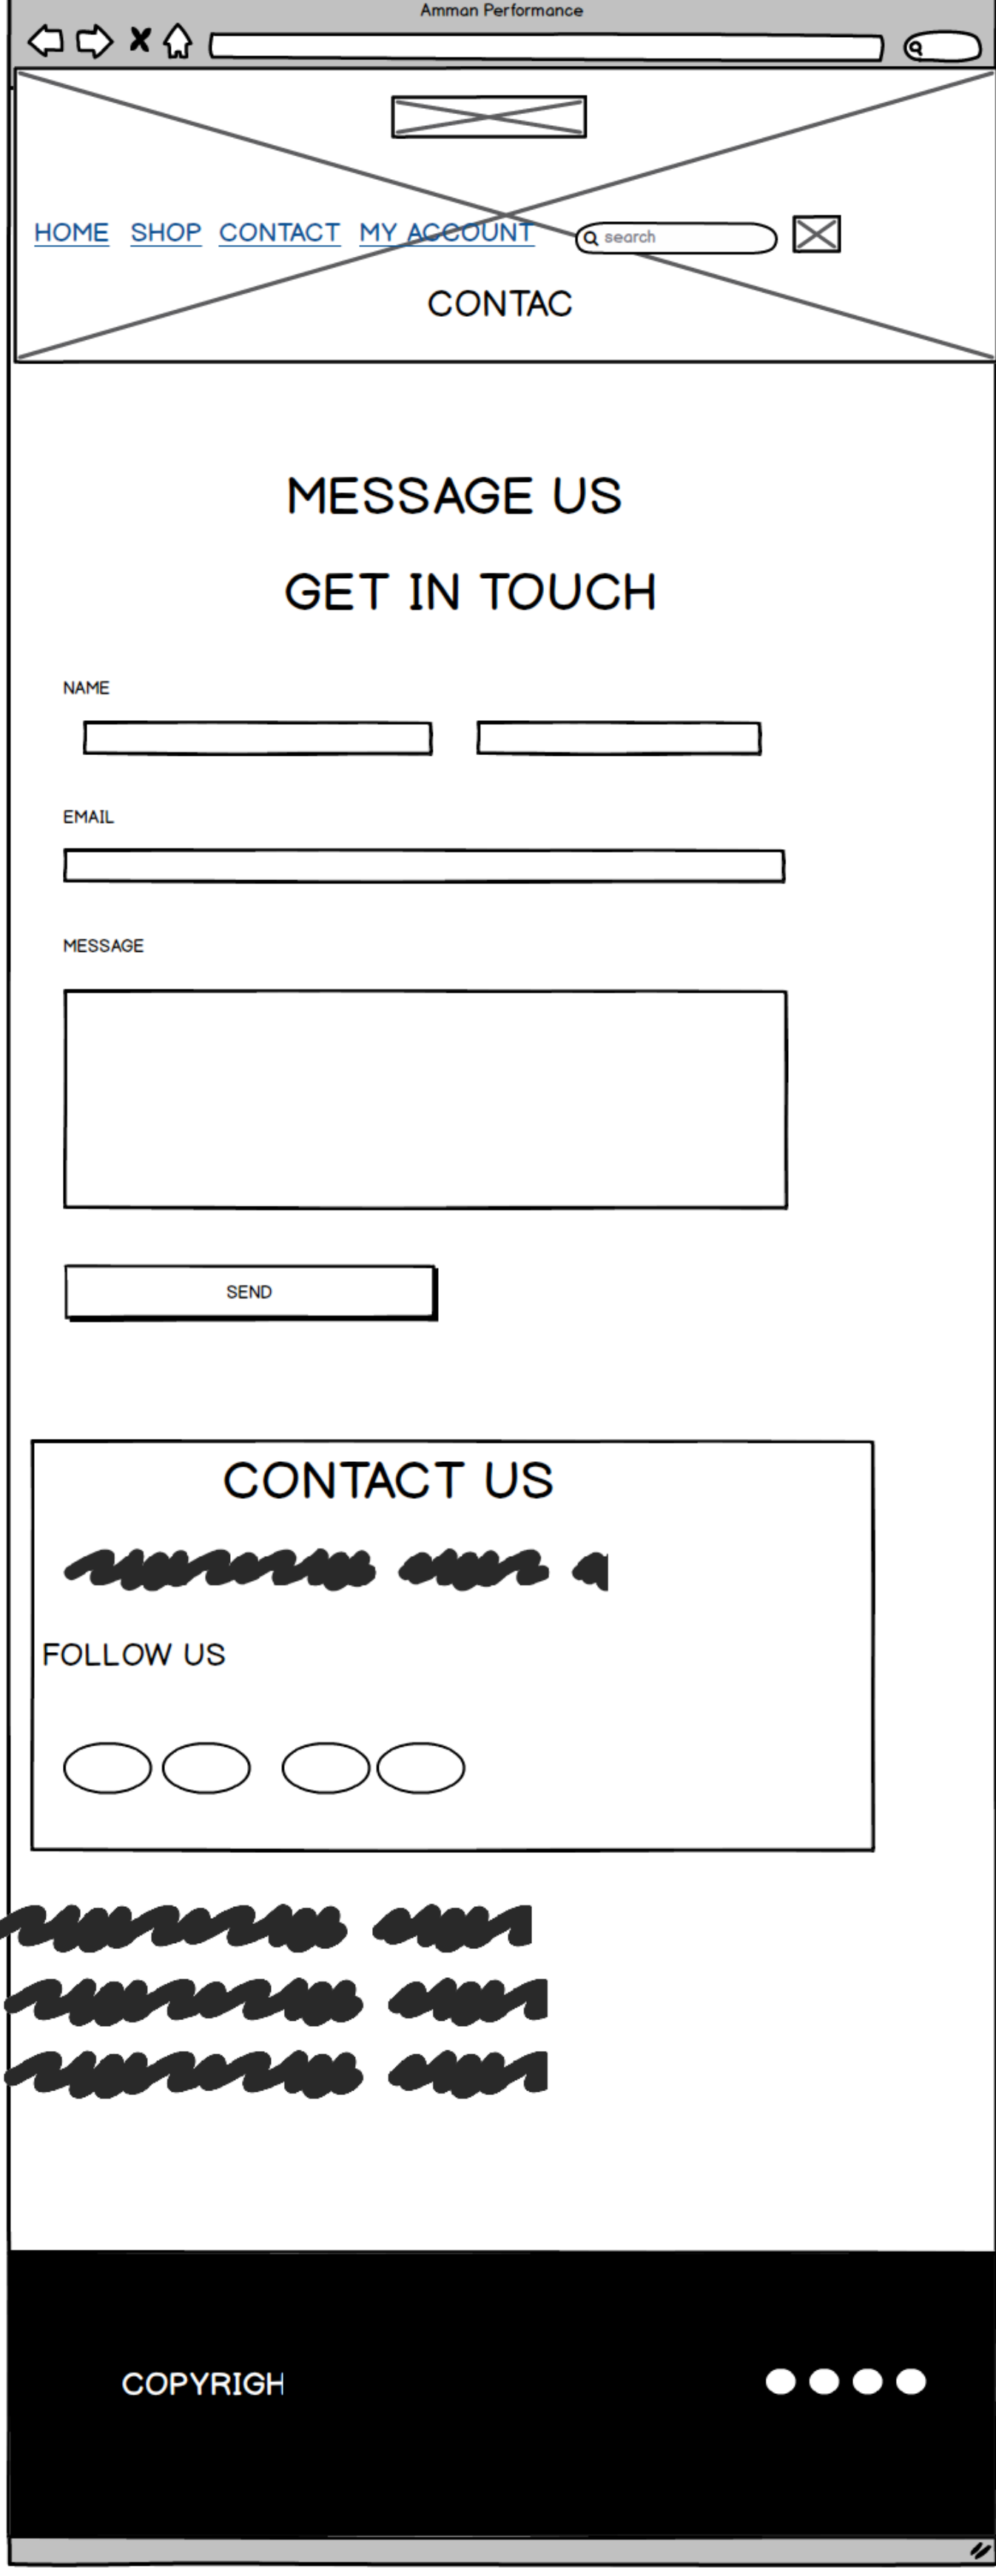 Amman Performance
HOME SHOP CONTACT MY ACCOUNT search
CONTAC
MESSAGE US
GET IN TOUCH
NAME
EMAIL
MESSAGE
SEND
CONTACT US
FOLLOW US
COPYRIGH